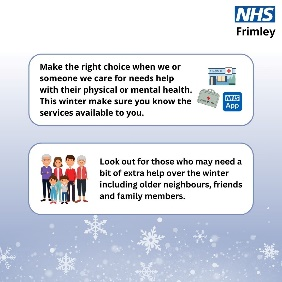 NHS
Frimley
Make the right choice when we or
someone we care for needs help
with their physical or mental health.
This winter make sure you know the
services available to you.
NHS
App
Look out for those who may need a
bit of extra help over the winter
including older neighbours, friends
and family members.